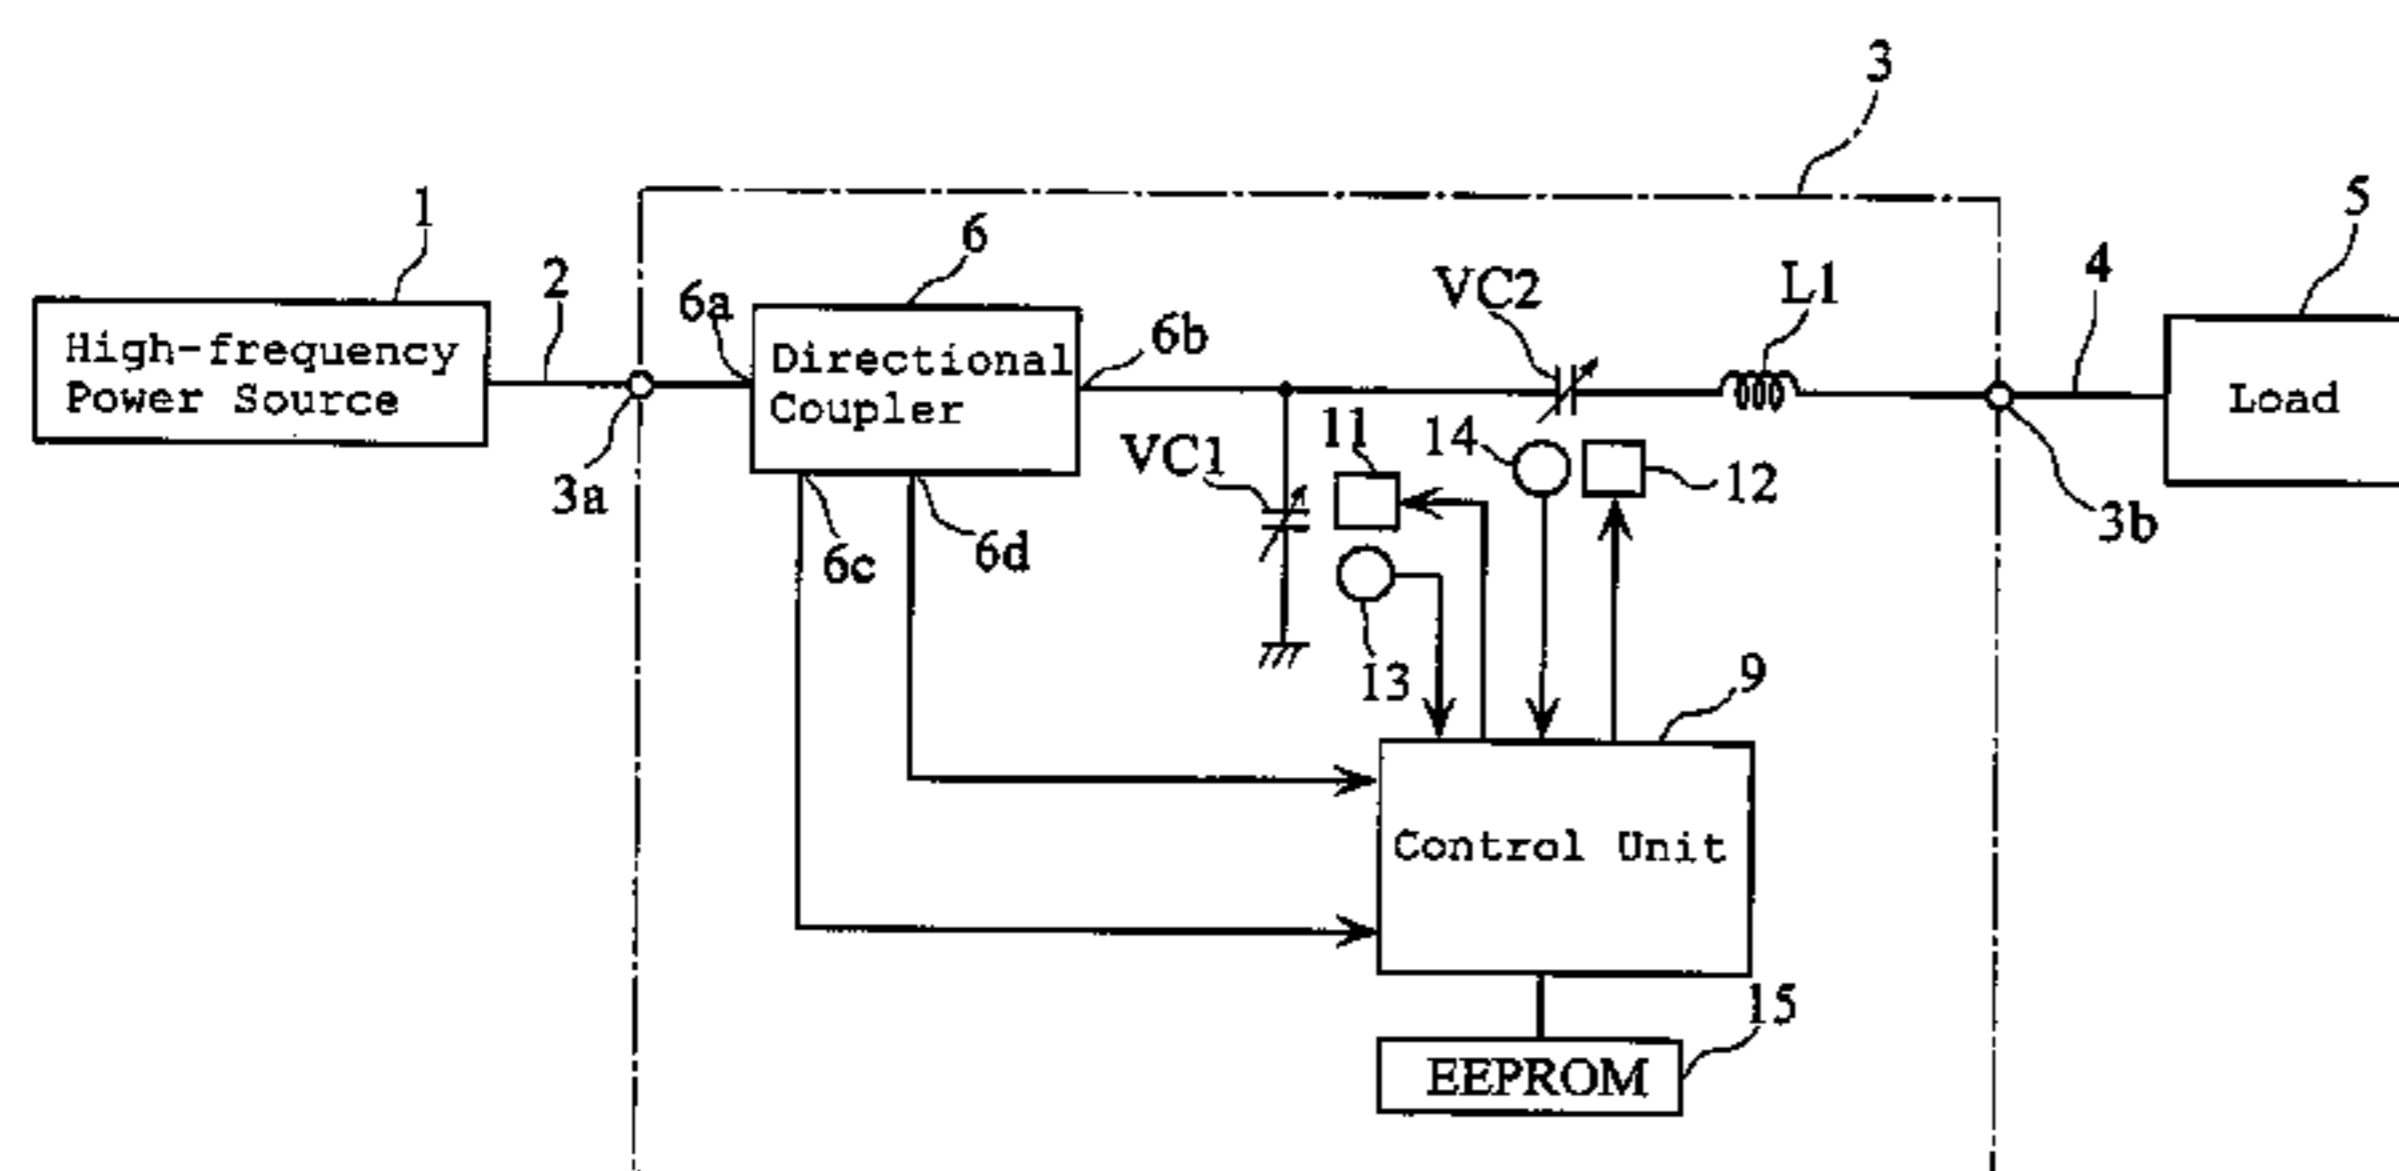 3
1
High-frequency
Power Source
2
3a
6
6a
Directional
Coupler
6b
6c
6d
VC1
VC2
L1
11
14
12
13
3b
4
5
Load
9
Control Unit
15
EEPROM